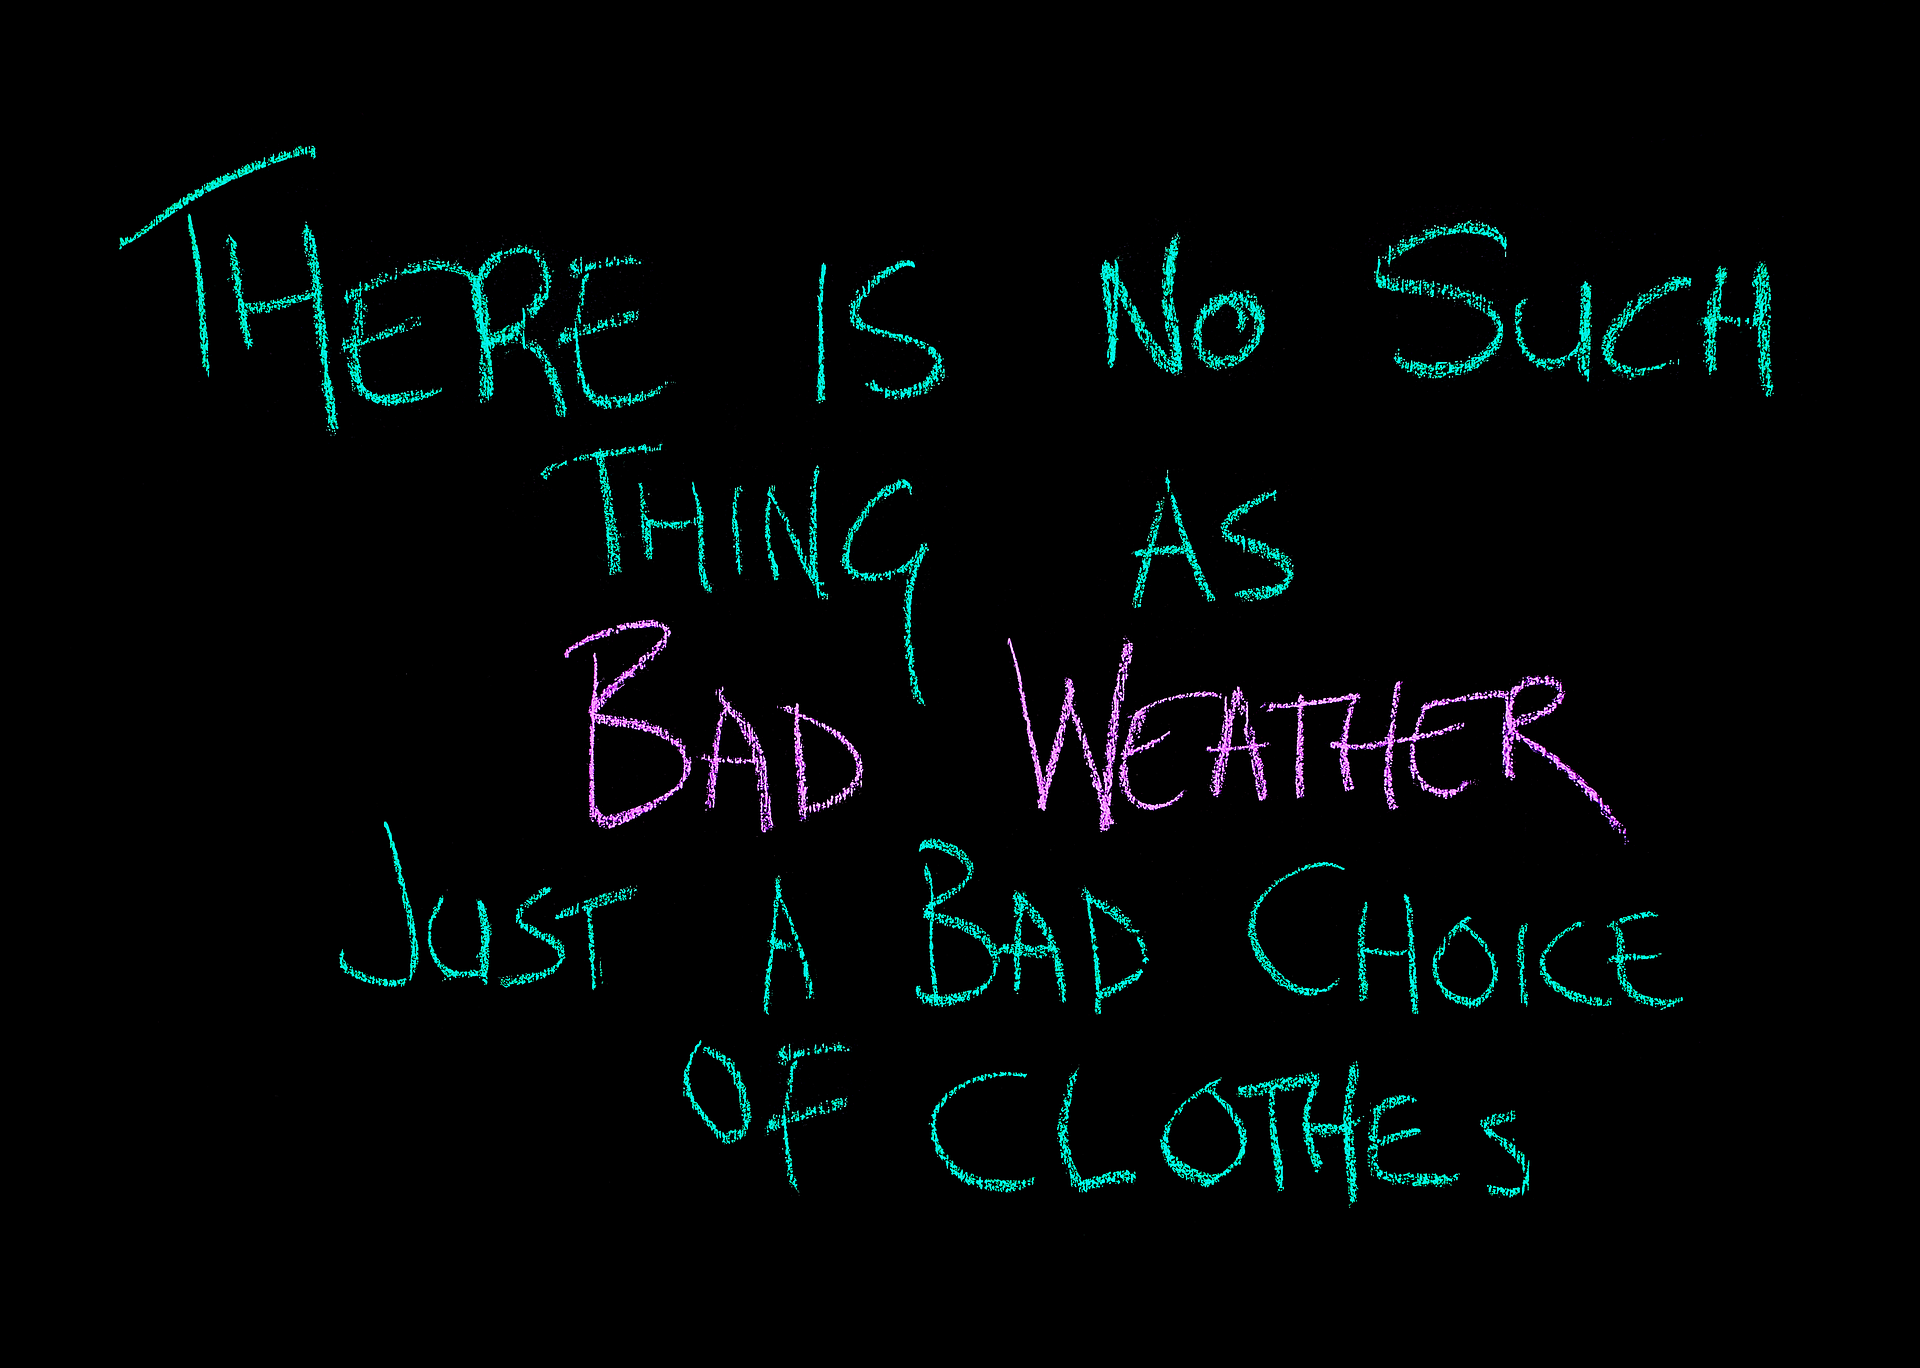 THERE IS NO SUCH
THING AS
BAD WEATHER
JUST A BAD CHOICE
OF CLOTHES